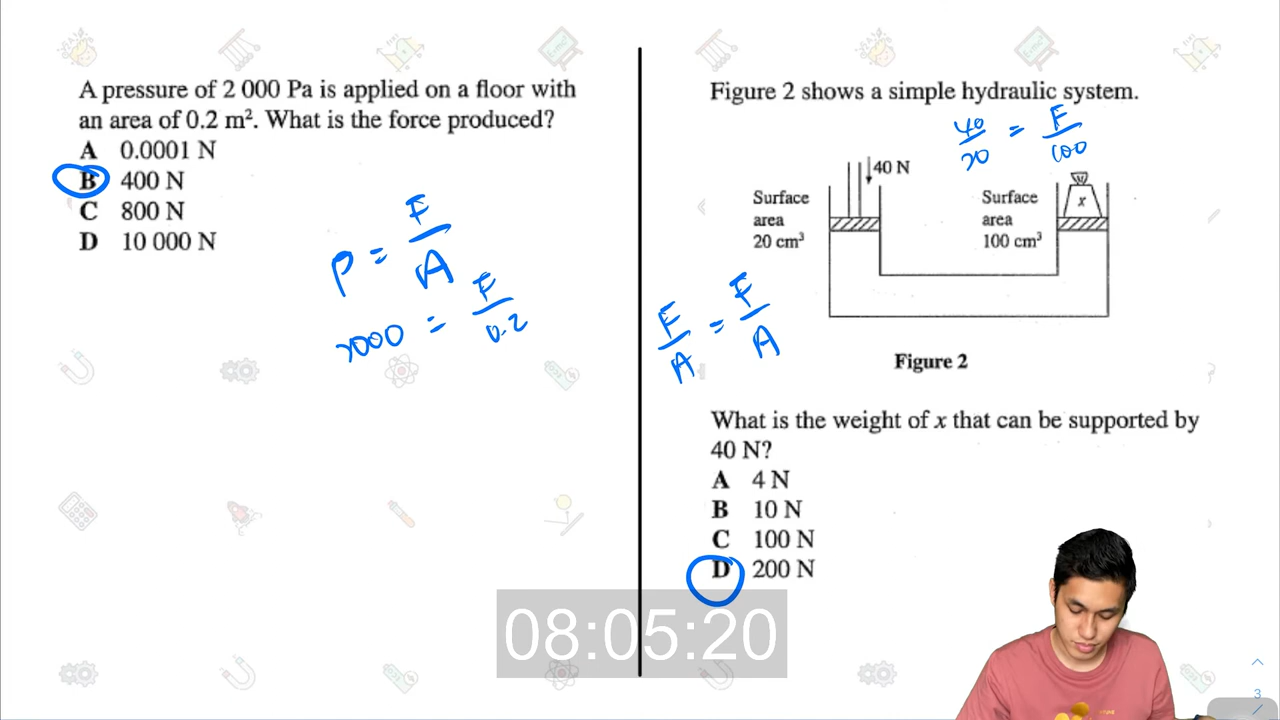 A pressure of 2 000 Pa is applied on a floor with
an area of 0.2 m². What is the force produced?
A 0.0001 N
B 400 N
C 800 N
D 10 000 N
P = F/A
2000 = F/0.2
Figure 2 shows a simple hydraulic system.
40/20 = F/100
40 N
Surface
area
20 cm³
Surface
area
100 cm³
W
x
F/A = F/A
Figure 2
What is the weight of x that can be supported by
40 N?
A 4 N
B 10 N
C 100 N
D 200 N
08:05:20
3